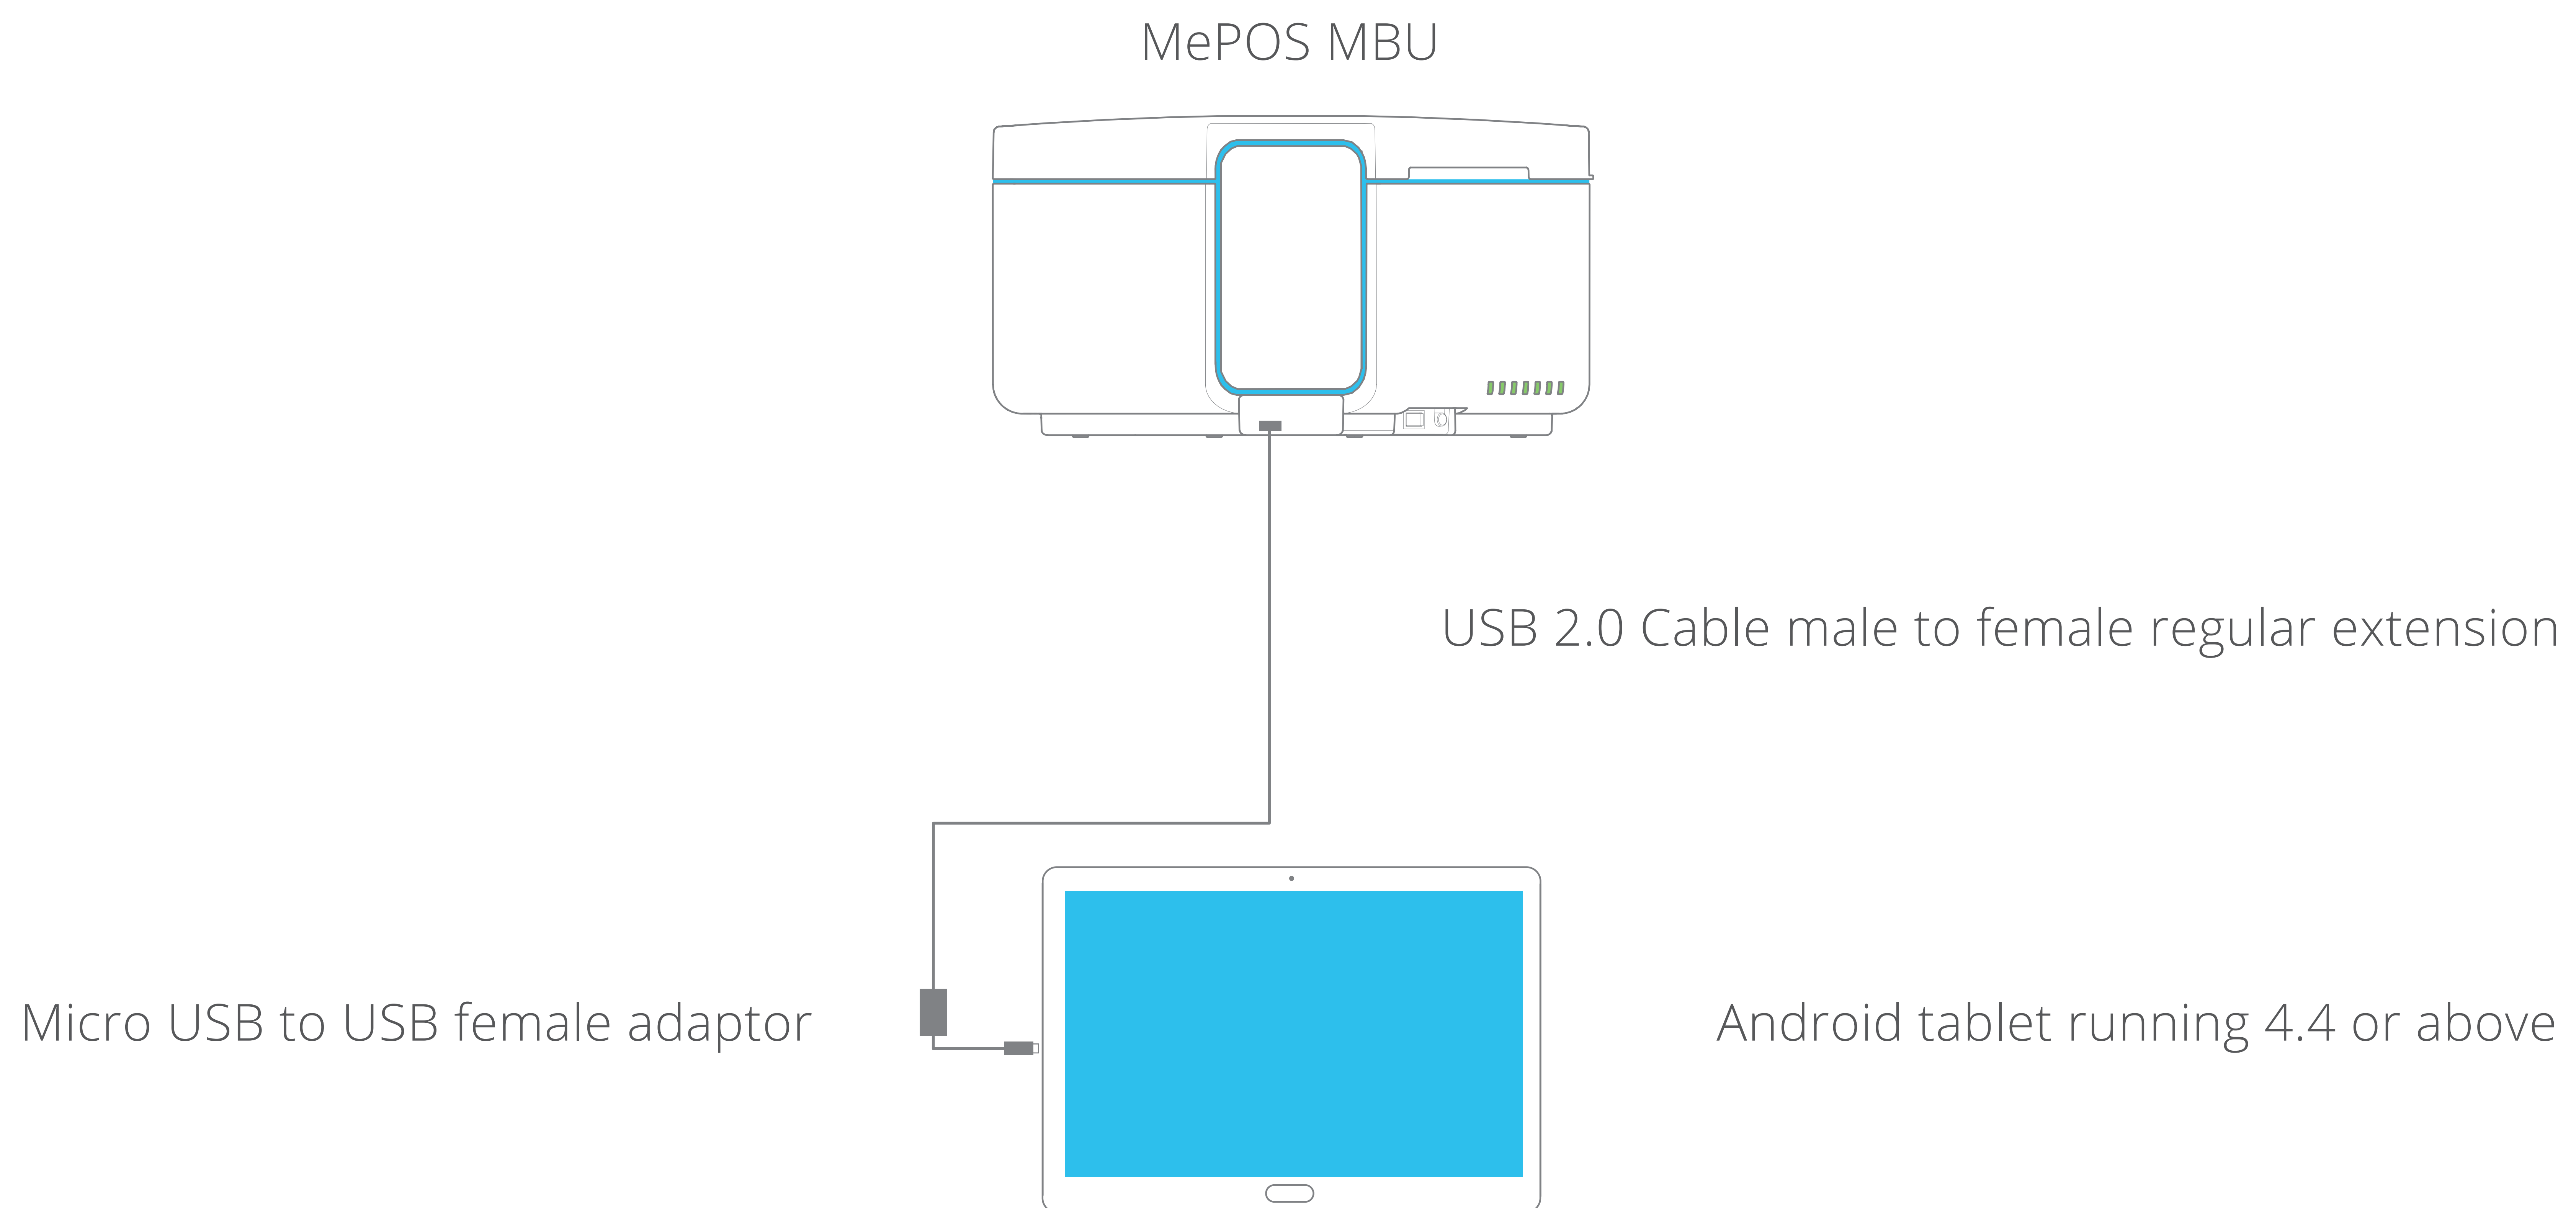 MePOS MBU
USB 2.0 Cable male to female regular extension
Micro USB to USB female adaptor
Android tablet running 4.4 or above